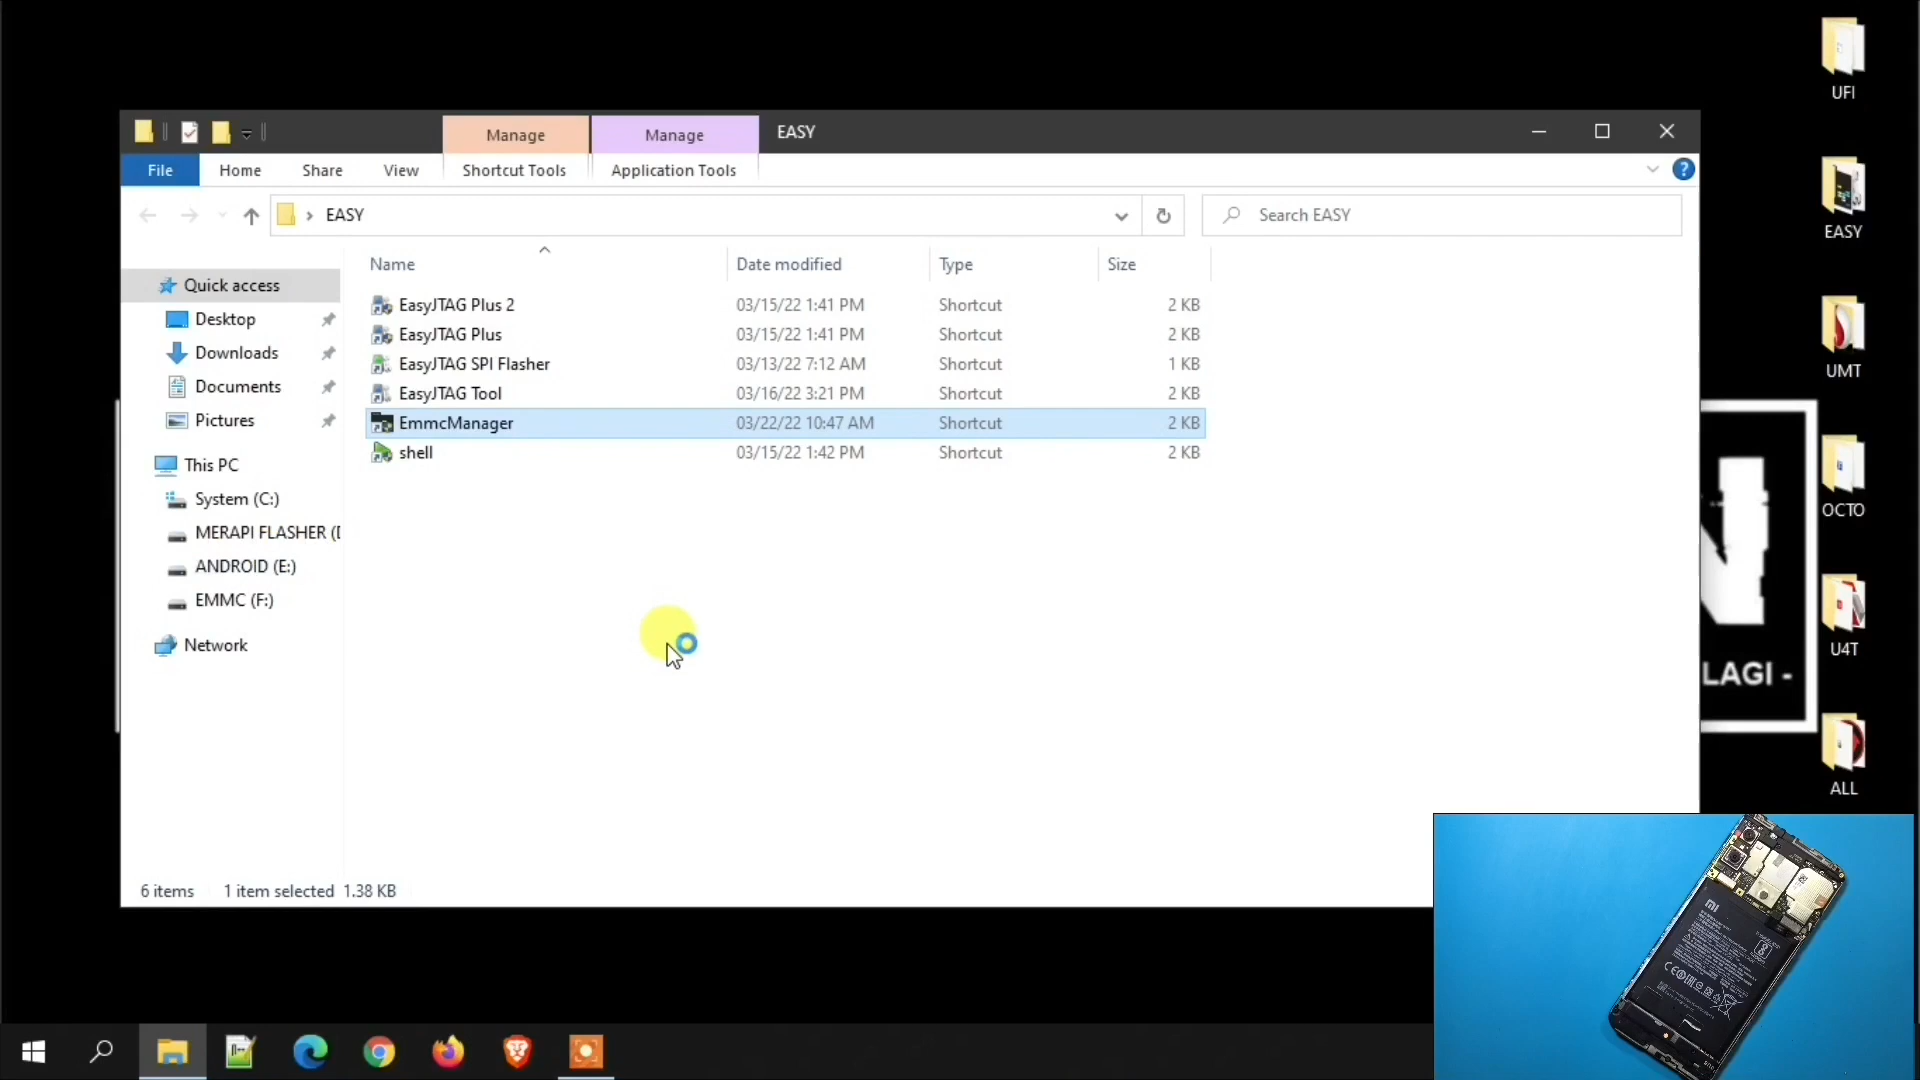 UFI
Manage
Manage
EASY
File
Home
Share
View
Shortcut Tools
Application Tools
?
EASY
Search EASY
EASY
Name
Date modified
Type
Size
Quick access
Desktop
Downloads
Documents
Pictures
This PC
System (C:)
MERAPI FLASHER (D
ANDROID (E:)
EMMC (F:)
Network
EasyJTAG Plus 2 03/15/22 1:41 PM Shortcut 2 KB
EasyJTAG Plus 03/15/22 1:41 PM Shortcut 2 KB
EasyJTAG SPI Flasher 03/13/22 7:12 AM Shortcut 1 KB
EasyJTAG Tool 03/16/22 3:21 PM Shortcut 2 KB
EmmcManager 03/22/22 10:47 AM Shortcut 2 KB
shell 03/15/22 1:42 PM Shortcut 2 KB
UMT
OCTO
U4T
LAGI -
ALL
6 items 1 item selected 1.38 KB
mi